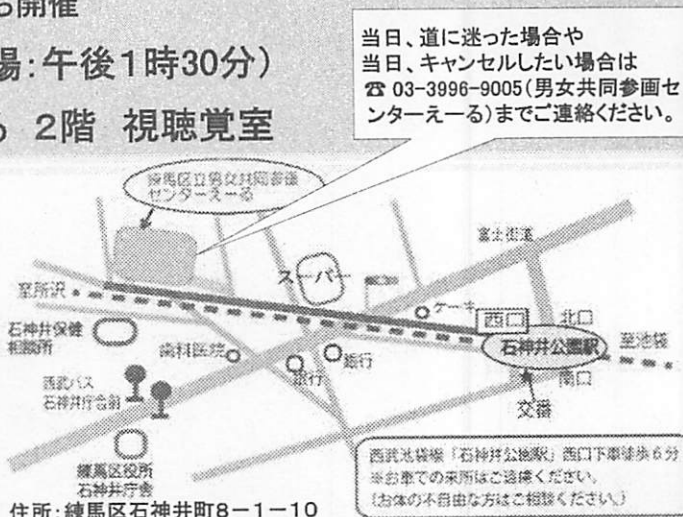 開催
場:午後1時30分)
2階 視聴覚室
当日、道に迷った場合や
当日、キャンセルしたい場合は
☎ 03-3996-9005(男女共同参画セ
ンターえーる)までご連絡ください。
練馬区立男女共同参画
センターえーる
富士街道
スーパー
至所沢
ケーキ
西口
北口
石神井公園駅
至池袋
石神井保健
相談所
歯科医院
銀行
銀行
南口
西武バス
石神井庁舎前
交番
練馬区役所
石神井庁舎
西武池袋線「石神井公園駅」西口下車徒歩6分
※お車での来所はご遠慮ください。
(お体の不自由な方はご相談ください。)
住所:練馬区石神井町8-1-10